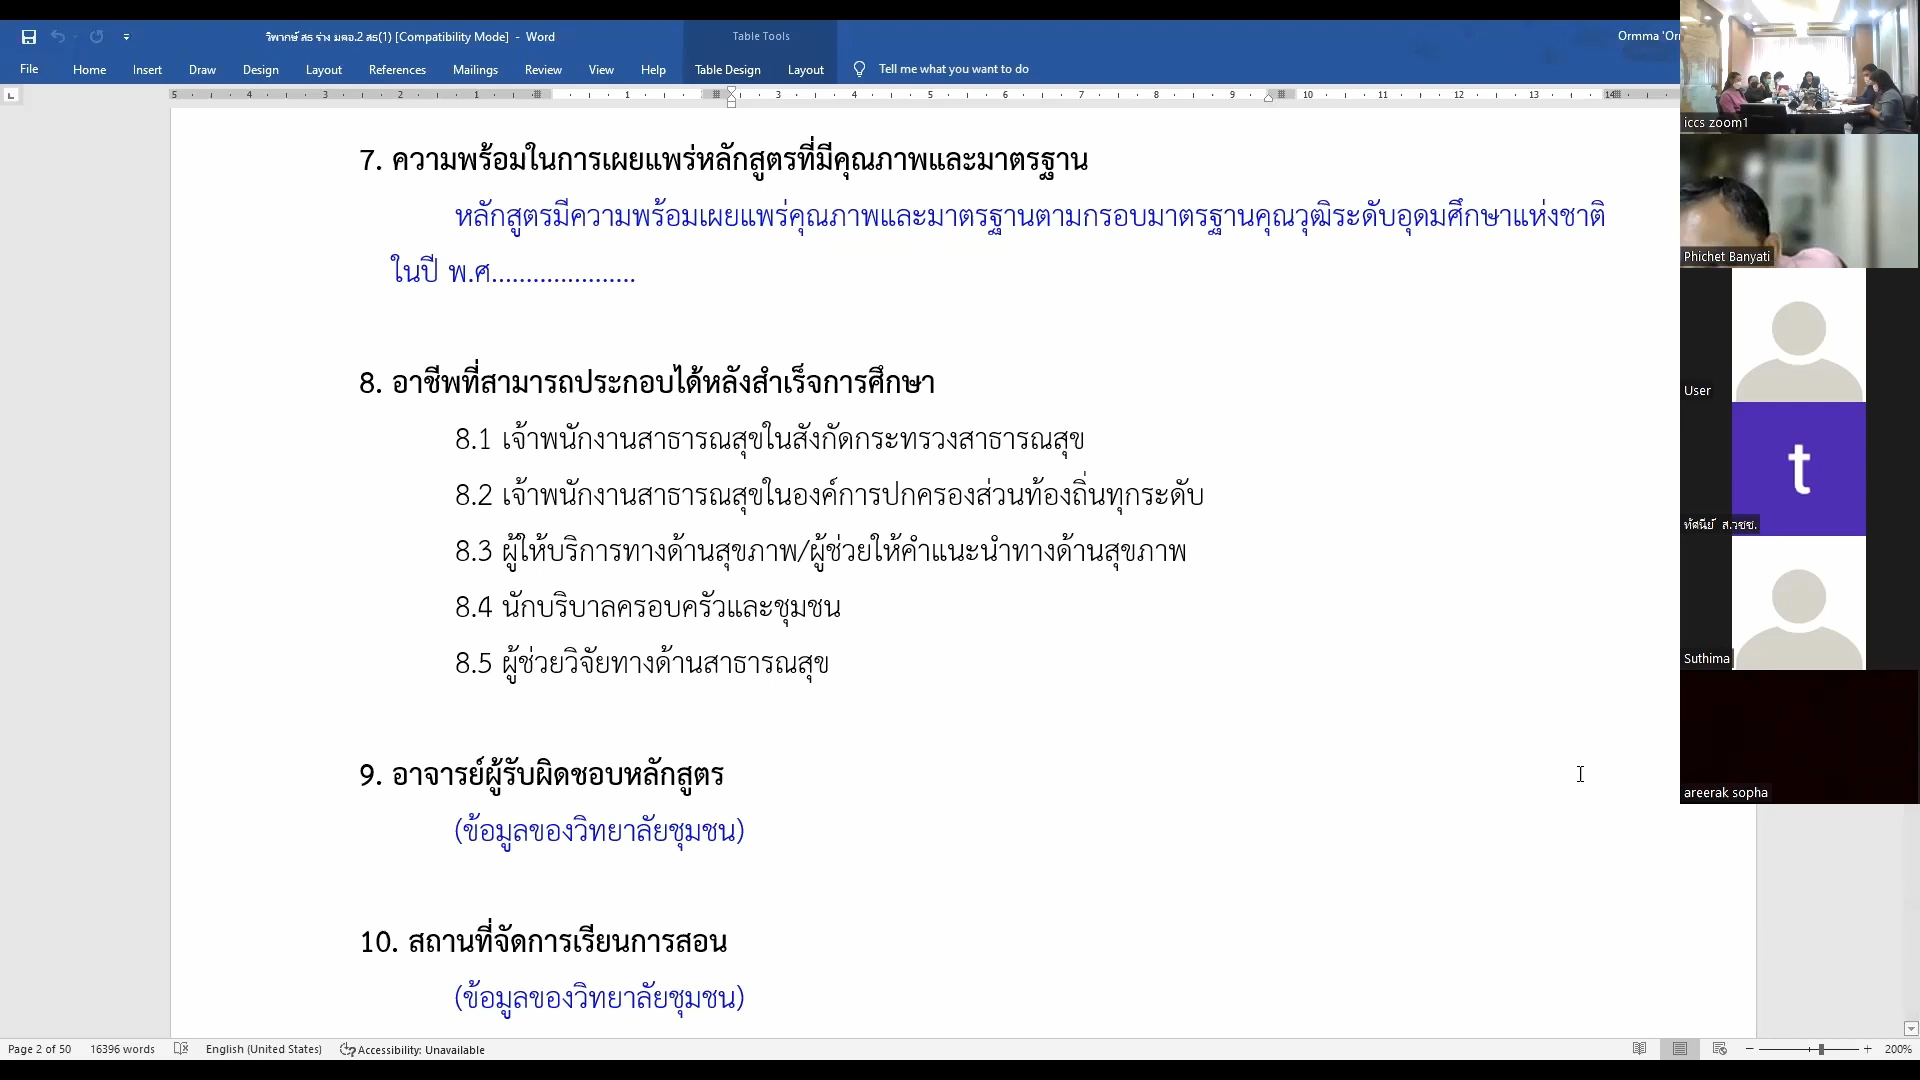 วิพากษ์ สธ ร่าง มคอ.2 สธ(1) [Compatibility Mode] - Word
Table Tools
Ormma 'Orr
File Home Insert Draw Design Layout References Mailings Review View Help Table Design Layout Tell me what you want to do
5 4 3 2 1 1 3 4 5 6 7 8 9 10 11 12 13 14
7. ความพร้อมในการเผยแพร่หลักสูตรที่มีคุณภาพและมาตรฐาน
หลักสูตรมีความพร้อมเผยแพร่คุณภาพและมาตรฐานตามกรอบมาตรฐานคุณวุฒิระดับอุดมศึกษาแห่งชาติ
ในปี พ.ศ.....................
8. อาชีพที่สามารถประกอบได้หลังสำเร็จการศึกษา
8.1 เจ้าพนักงานสาธารณสุขในสังกัดกระทรวงสาธารณสุข
8.2 เจ้าพนักงานสาธารณสุขในองค์การปกครองส่วนท้องถิ่นทุกระดับ
8.3 ผู้ให้บริการทางด้านสุขภาพ/ผู้ช่วยให้คำแนะนำทางด้านสุขภาพ
8.4 นักบริบาลครอบครัวและชุมชน
8.5 ผู้ช่วยวิจัยทางด้านสาธารณสุข
9. อาจารย์ผู้รับผิดชอบหลักสูตร
(ข้อมูลของวิทยาลัยชุมชน)
10. สถานที่จัดการเรียนการสอน
(ข้อมูลของวิทยาลัยชุมชน)
iccs zoom1
Phichet Banyati
User
t
ทัศนีย์ ส.วชช.
Suthima
areerak sopha
Page 2 of 50 16396 words English (United States) Accessibility: Unavailable 200%